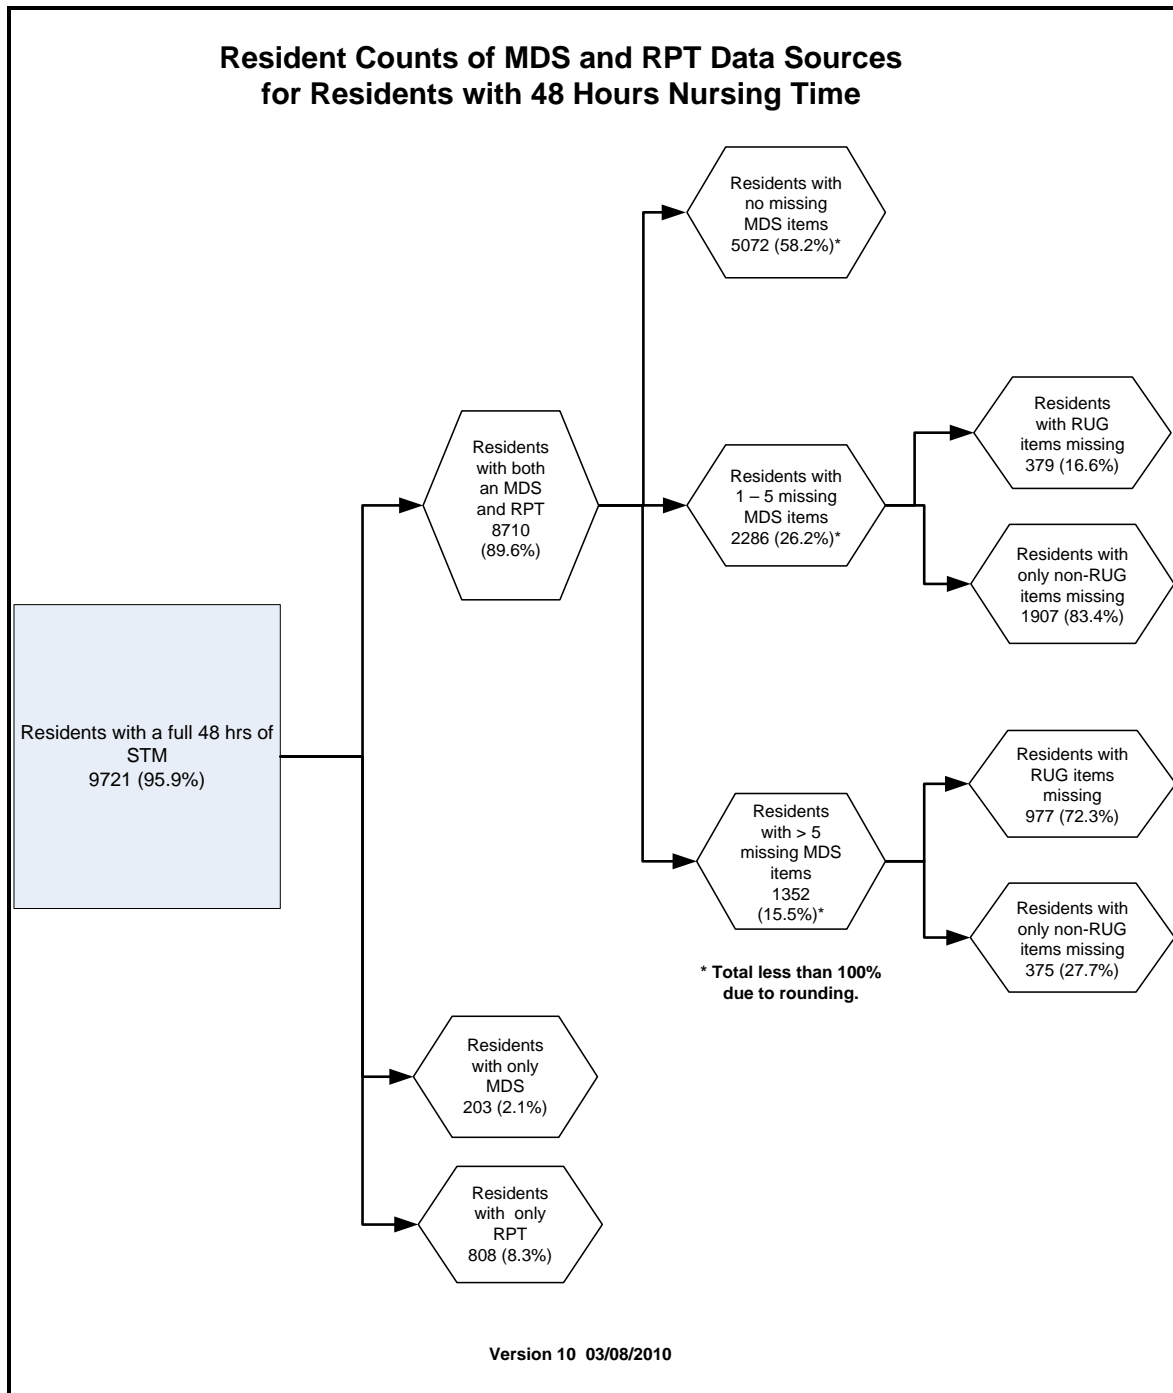 Resident Counts of MDS and RPT Data Sources
for Residents with 48 Hours Nursing Time
Residents with
no missing
MDS items
5072 (58.2%)*
Residents
with RUG
items missing
379 (16.6%)
Residents
with both
an MDS
and RPT
8710
(89.6%)
Residents with
1 – 5 missing
MDS items
2286 (26.2%)*
Residents with
only non-RUG
items missing
1907 (83.4%)
Residents with a full 48 hrs of
STM
9721 (95.9%)
Residents with
RUG items
missing
977 (72.3%)
Residents
with > 5
missing MDS
items
1352
(15.5%)*
Residents with
only non-RUG
items missing
375 (27.7%)
* Total less than 100%
due to rounding.
Residents
with only
MDS
203 (2.1%)
Residents
with only
RPT
808 (8.3%)
Version 10 03/08/2010